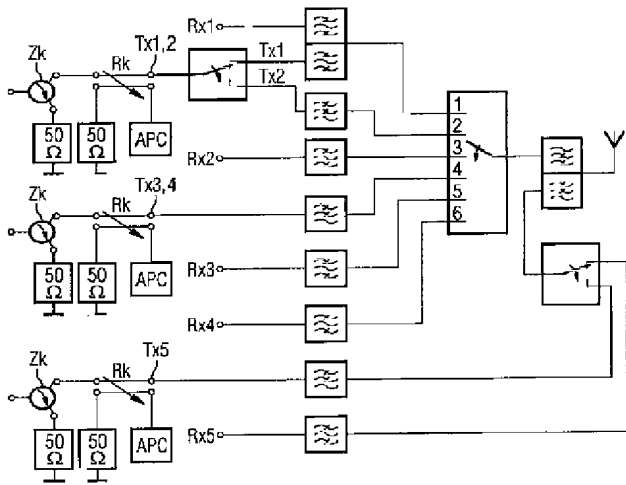 Rx1
Zk
Rk
Tx1,2
Tx1
Tx2
50
Ω
50
Ω
APC
1
2
3
4
5
6
Rx2
Tx3,4
Zk
Rk
50
Ω
50
Ω
APC
Rx3
Rx4
Tx5
Zk
Rk
50
Ω
50
Ω
APC
Rx5